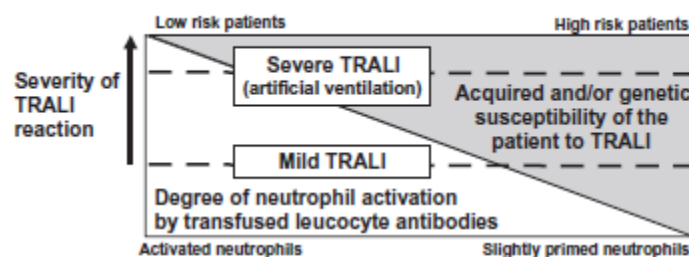 Low risk patients
High risk patients
Severity of
TRALI
reaction
Severe TRALI
(artificial ventilation)
Acquired and/or genetic
susceptibility of the
patient to TRALI
Mild TRALI
Degree of neutrophil activation
by transfused leucocyte antibodies
Activated neutrophils
Slightly primed neutrophils